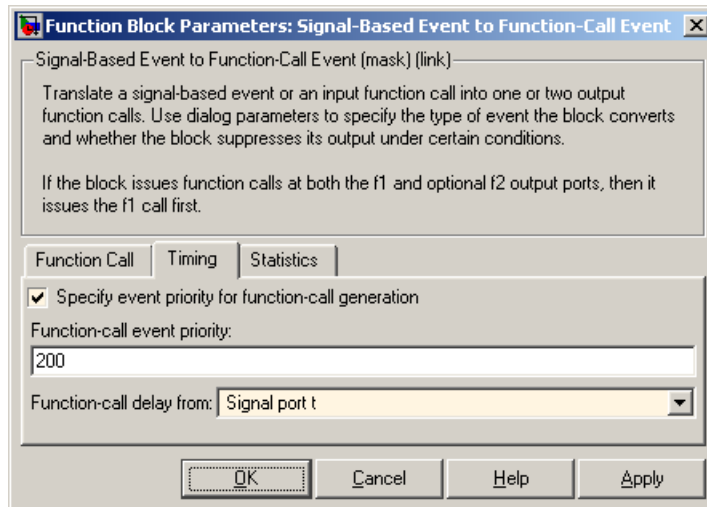 Function Block Parameters: Signal-Based Event to Function-Call Event
Signal-Based Event to Function-Call Event (mask) (link)
Translate a signal-based event or an input function call into one or two output
function calls. Use dialog parameters to specify the type of event the block converts
and whether the block suppresses its output under certain conditions.
If the block issues function calls at both the f1 and optional f2 output ports, then it
issues the f1 call first.
Function Call Timing Statistics
Specify event priority for function-call generation
Function-call event priority:
200
Function-call delay from: Signal port t
OK Cancel Help Apply